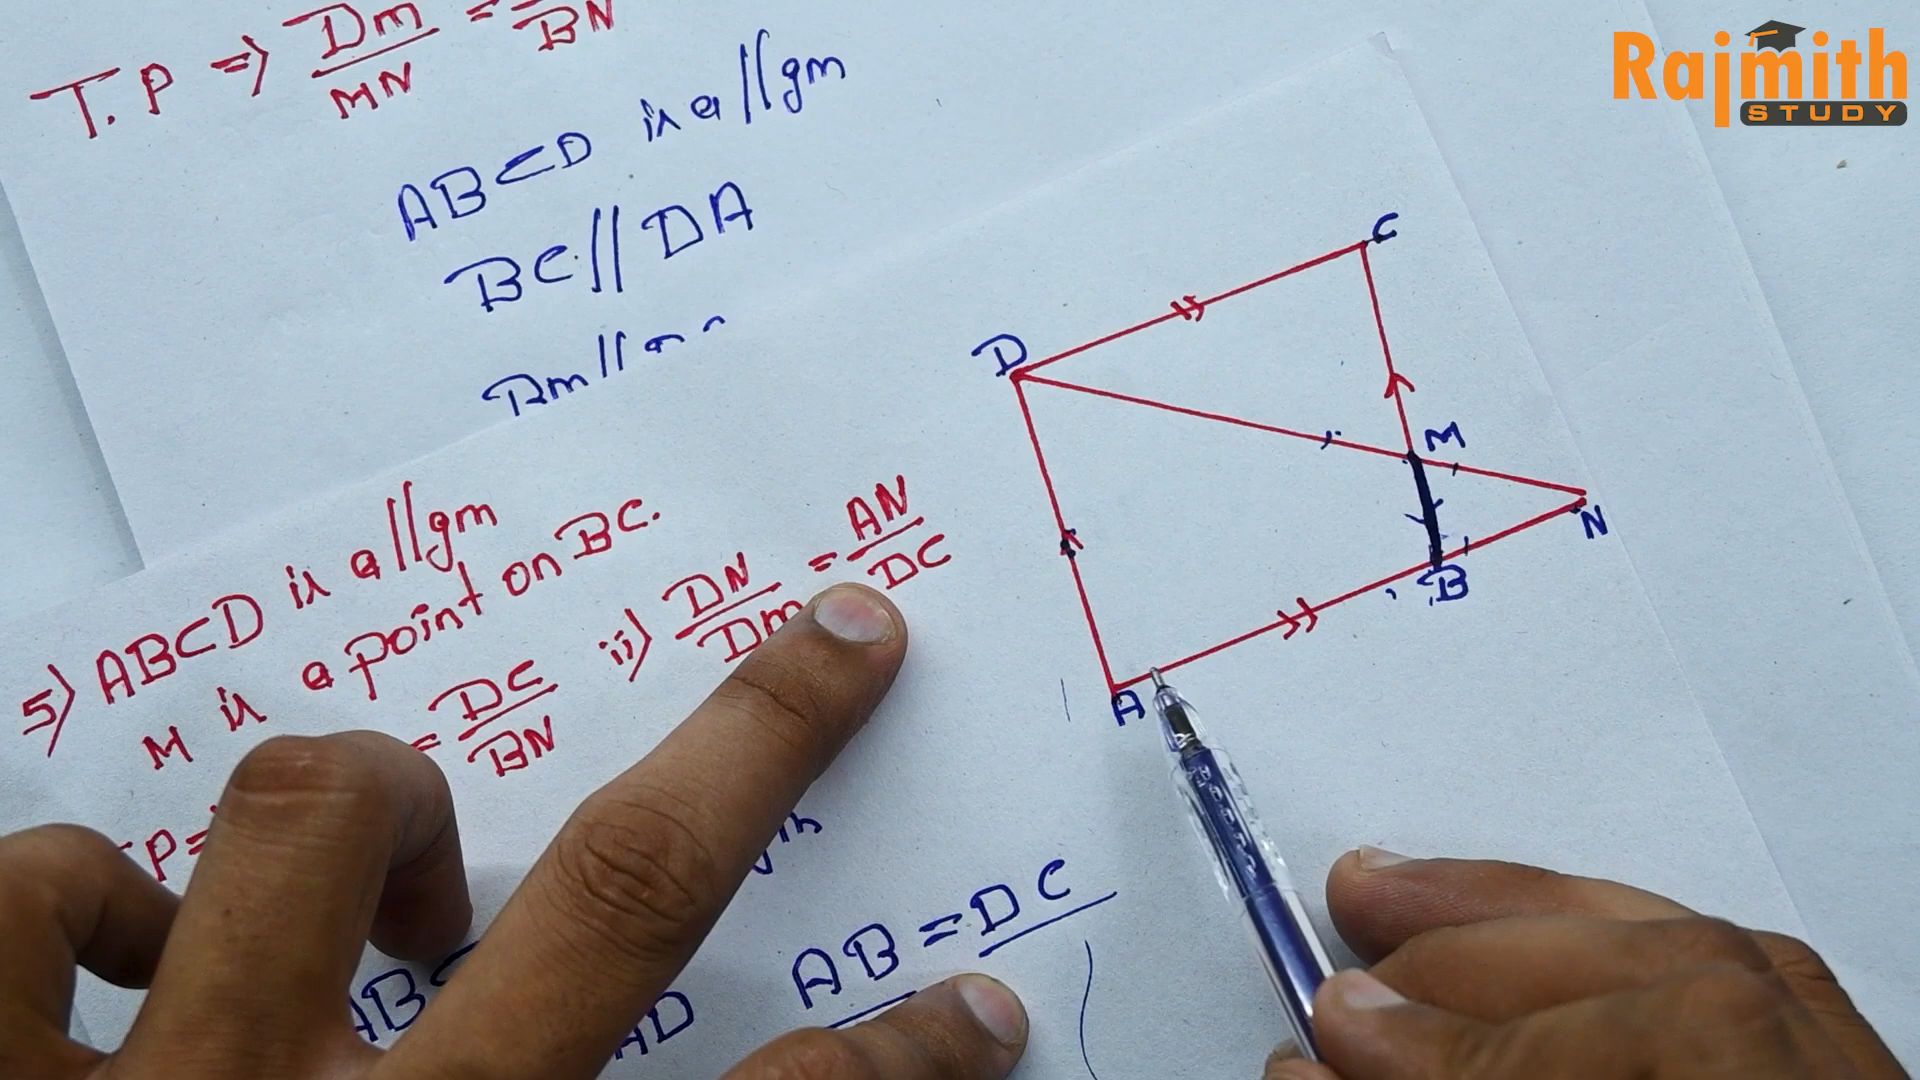 Rajmith
STUDY
T.P => Dm/MN = /BN
ABCD is a //gm
BC // DA
Bm //
5) ABCD is a //gm
M is a point on BC.
= DC/BN ii) DN/Dm = AN/DC
AB = DC
AD
D
C
M
N
B
A